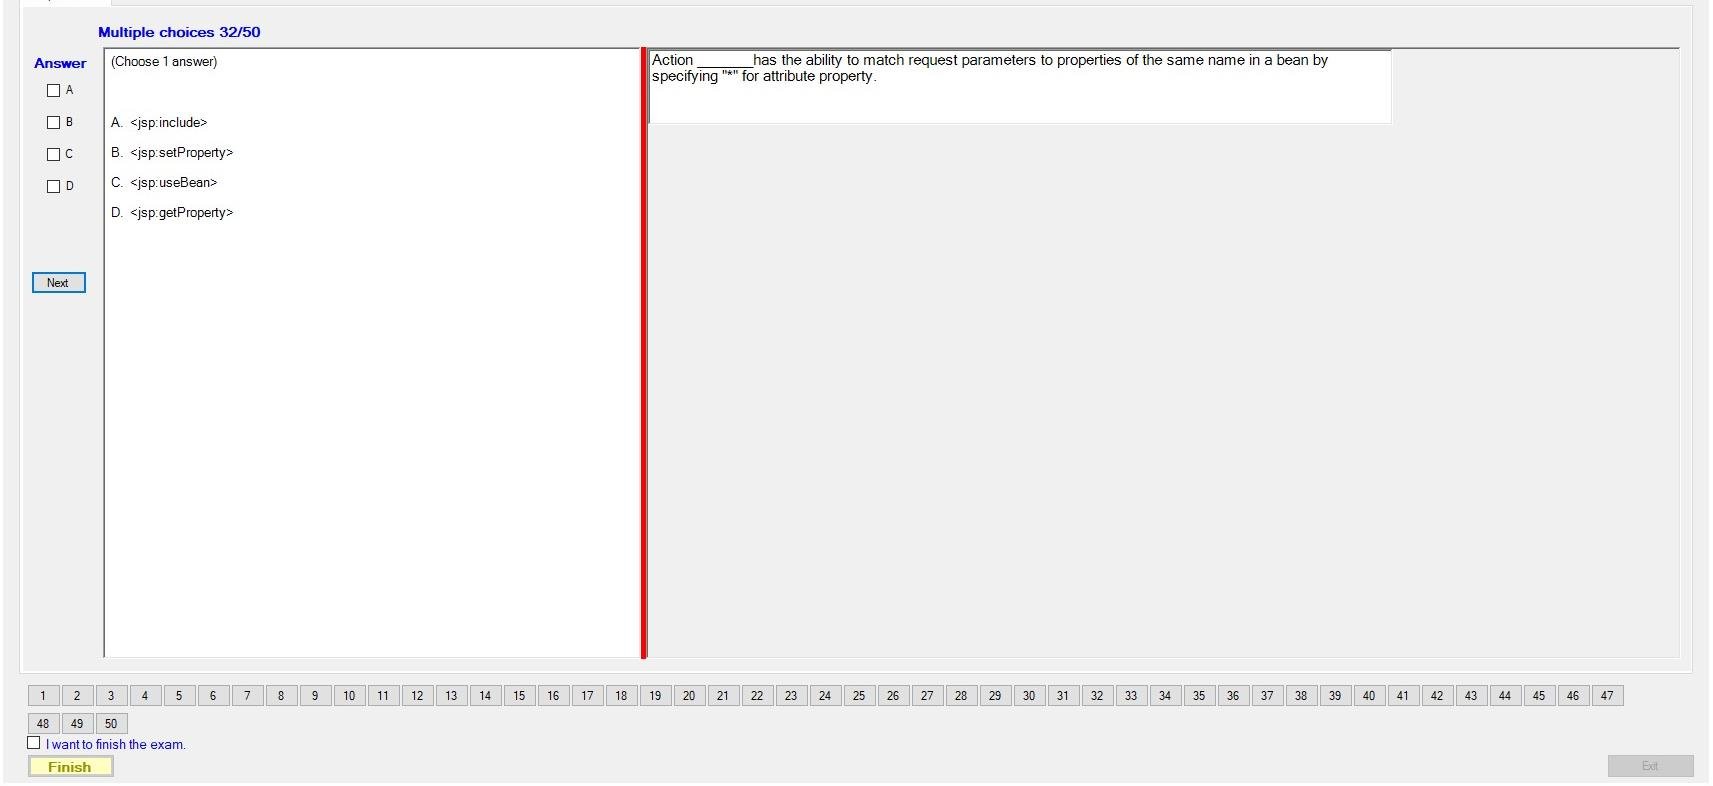 Multiple choices 32/50
Answer
(Choose 1 answer)
Action _______has the ability to match request parameters to properties of the same name in a bean by
specifying "*" for attribute property.
A
B
C
D
A. <jsp:include>
B. <jsp:setProperty>
C. <jsp:useBean>
D. <jsp:getProperty>
Next
1 2 3 4 5 6 7 8 9 10 11 12 13 14 15 16 17 18 19 20 21 22 23 24 25 26 27 28 29 30 31 32 33 34 35 36 37 38 39 40 41 42 43 44 45 46 47
48 49 50
I want to finish the exam.
Finish
Exit